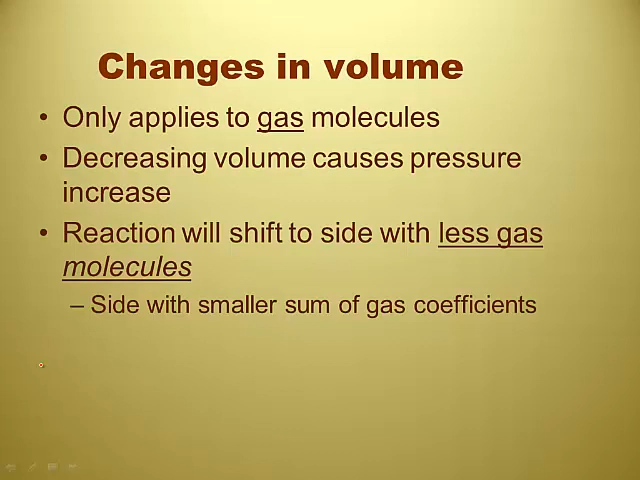 Changes in volume
• Only applies to gas molecules
• Decreasing volume causes pressure
increase
• Reaction will shift to side with less gas
molecules
– Side with smaller sum of gas coefficients